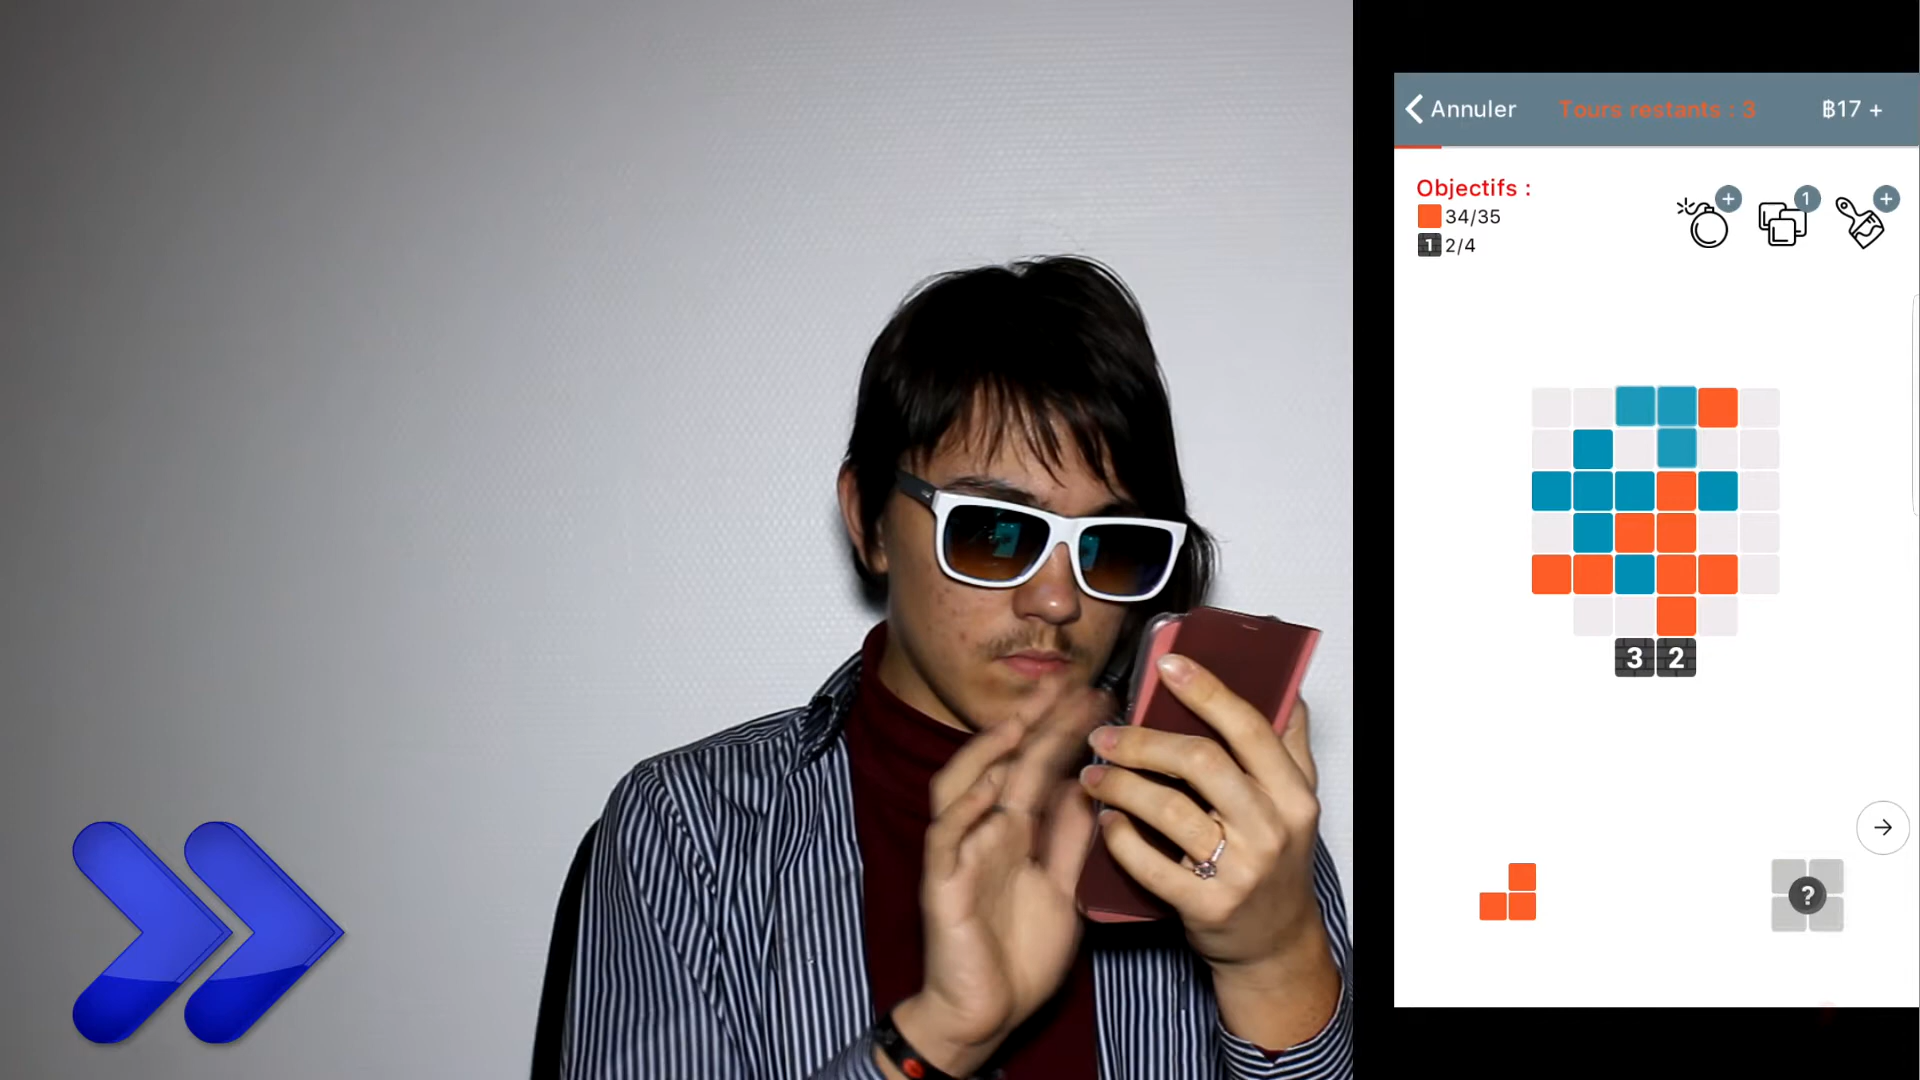 Annuler Tours restants : 3 ฿17 +
Objectifs :
34/35
1 2/4
+ 1 +
3 2
?